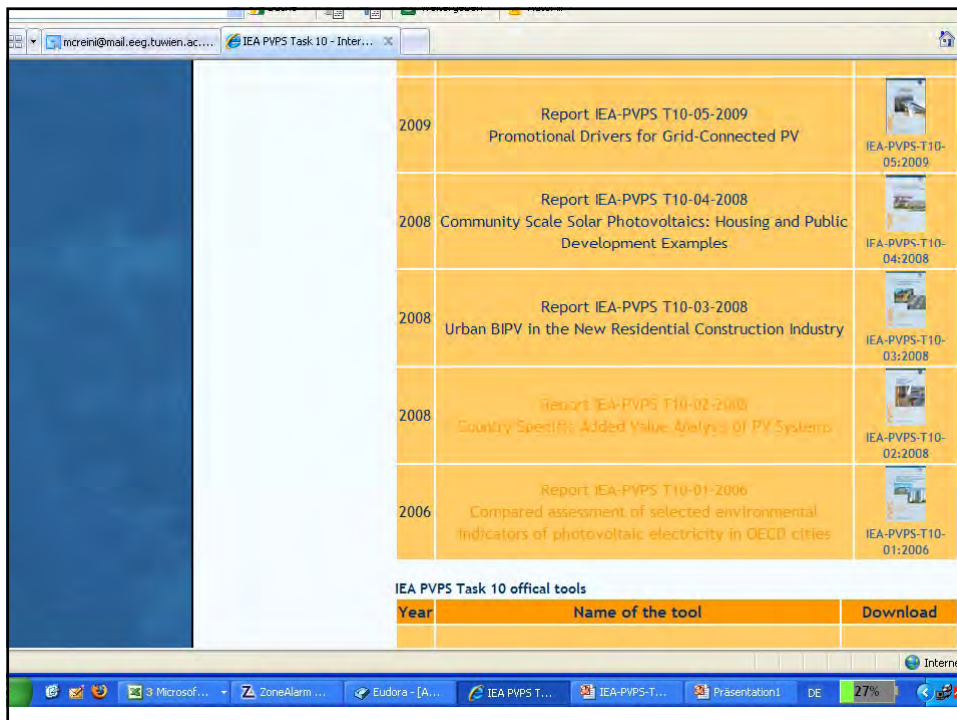 mcreini@mail.eeg.tuwien.ac....
IEA PVPS Task 10 - Inter...
2009
Report IEA-PVPS T10-05-2009
Promotional Drivers for Grid-Connected PV
IEA-PVPS-T10-
05:2009
2008
Report IEA-PVPS T10-04-2008
Community Scale Solar Photovoltaics: Housing and Public
Development Examples
IEA-PVPS-T10-
04:2008
2008
Report IEA-PVPS T10-03-2008
Urban BIPV in the New Residential Construction Industry
IEA-PVPS-T10-
03:2008
2008
Report IEA-PVPS T10-02-2008
Country Specific Added Value Analysis of PV Systems
IEA-PVPS-T10-
02:2008
2006
Report IEA-PVPS T10-01-2006
Compared assessment of selected environmental
indicators of photovoltaic electricity in OECD cities
IEA-PVPS-T10-
01:2006
IEA PVPS Task 10 offical tools
Year Name of the tool Download
Interne
3 Microsof... ZoneAlarm ... Eudora - [A... IEA PVPS T... IEA-PVPS-T... Präsentation1 DE 27%